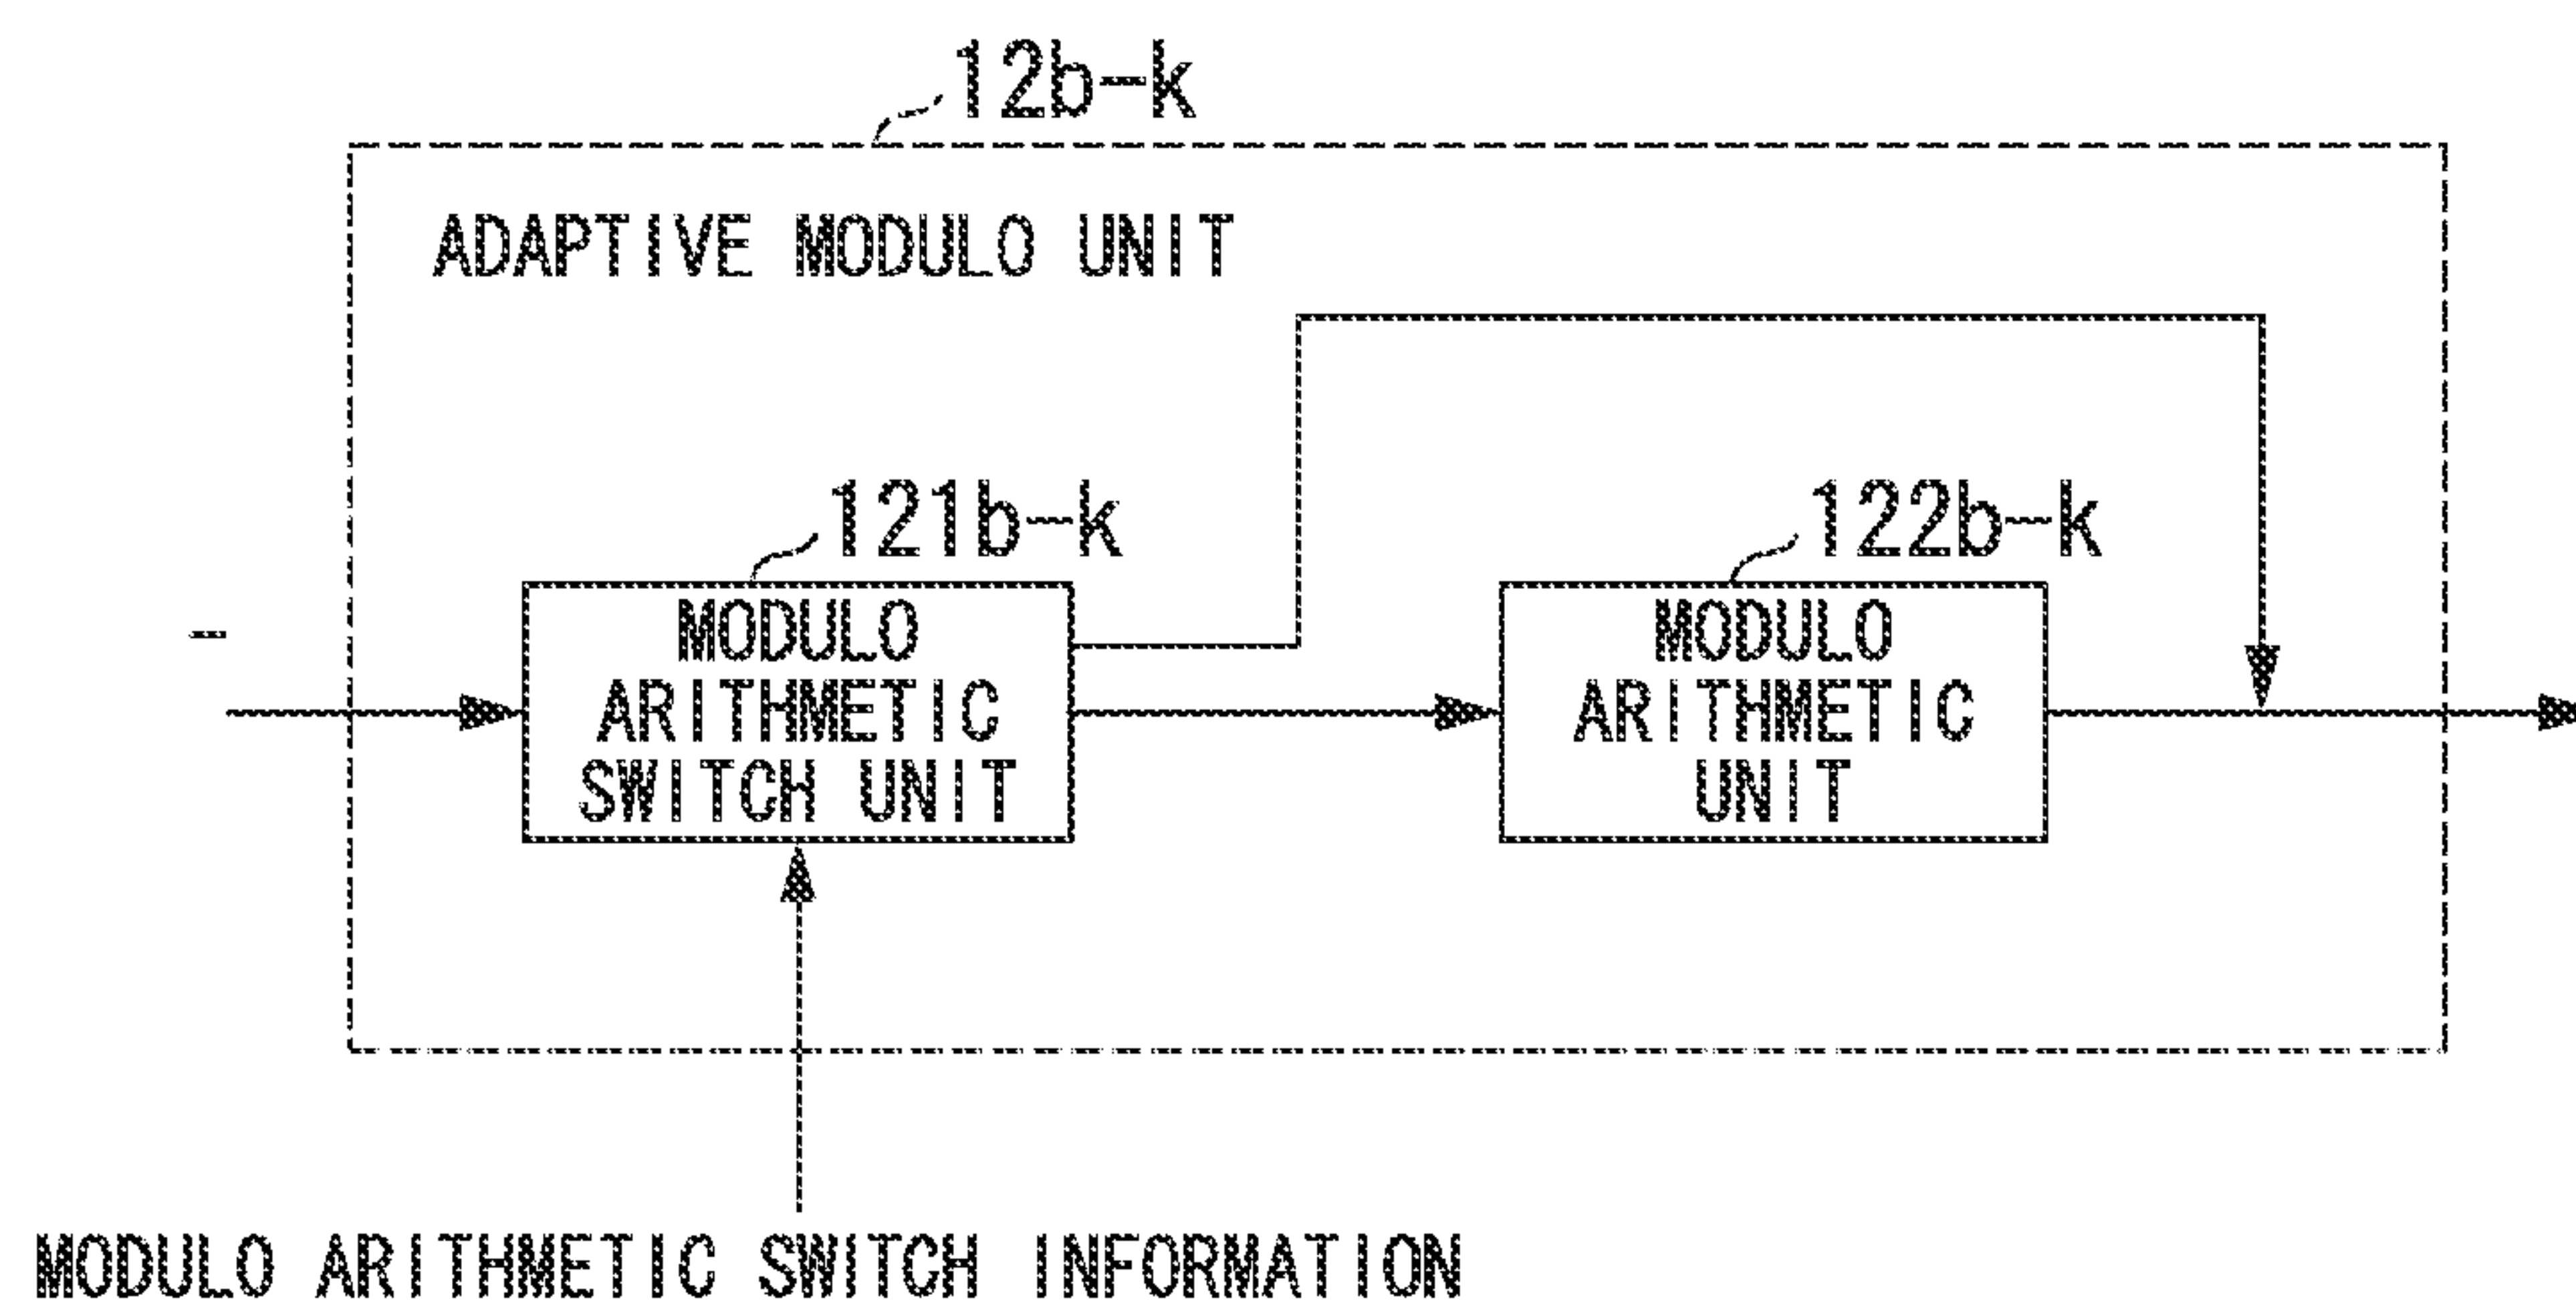 12b-k
ADAPTIVE MODULO UNIT
121b-k
122b-k
MODULO
ARITHMETIC
SWITCH UNIT
MODULO
ARITHMETIC
UNIT
MODULO ARITHMETIC SWITCH INFORMATION